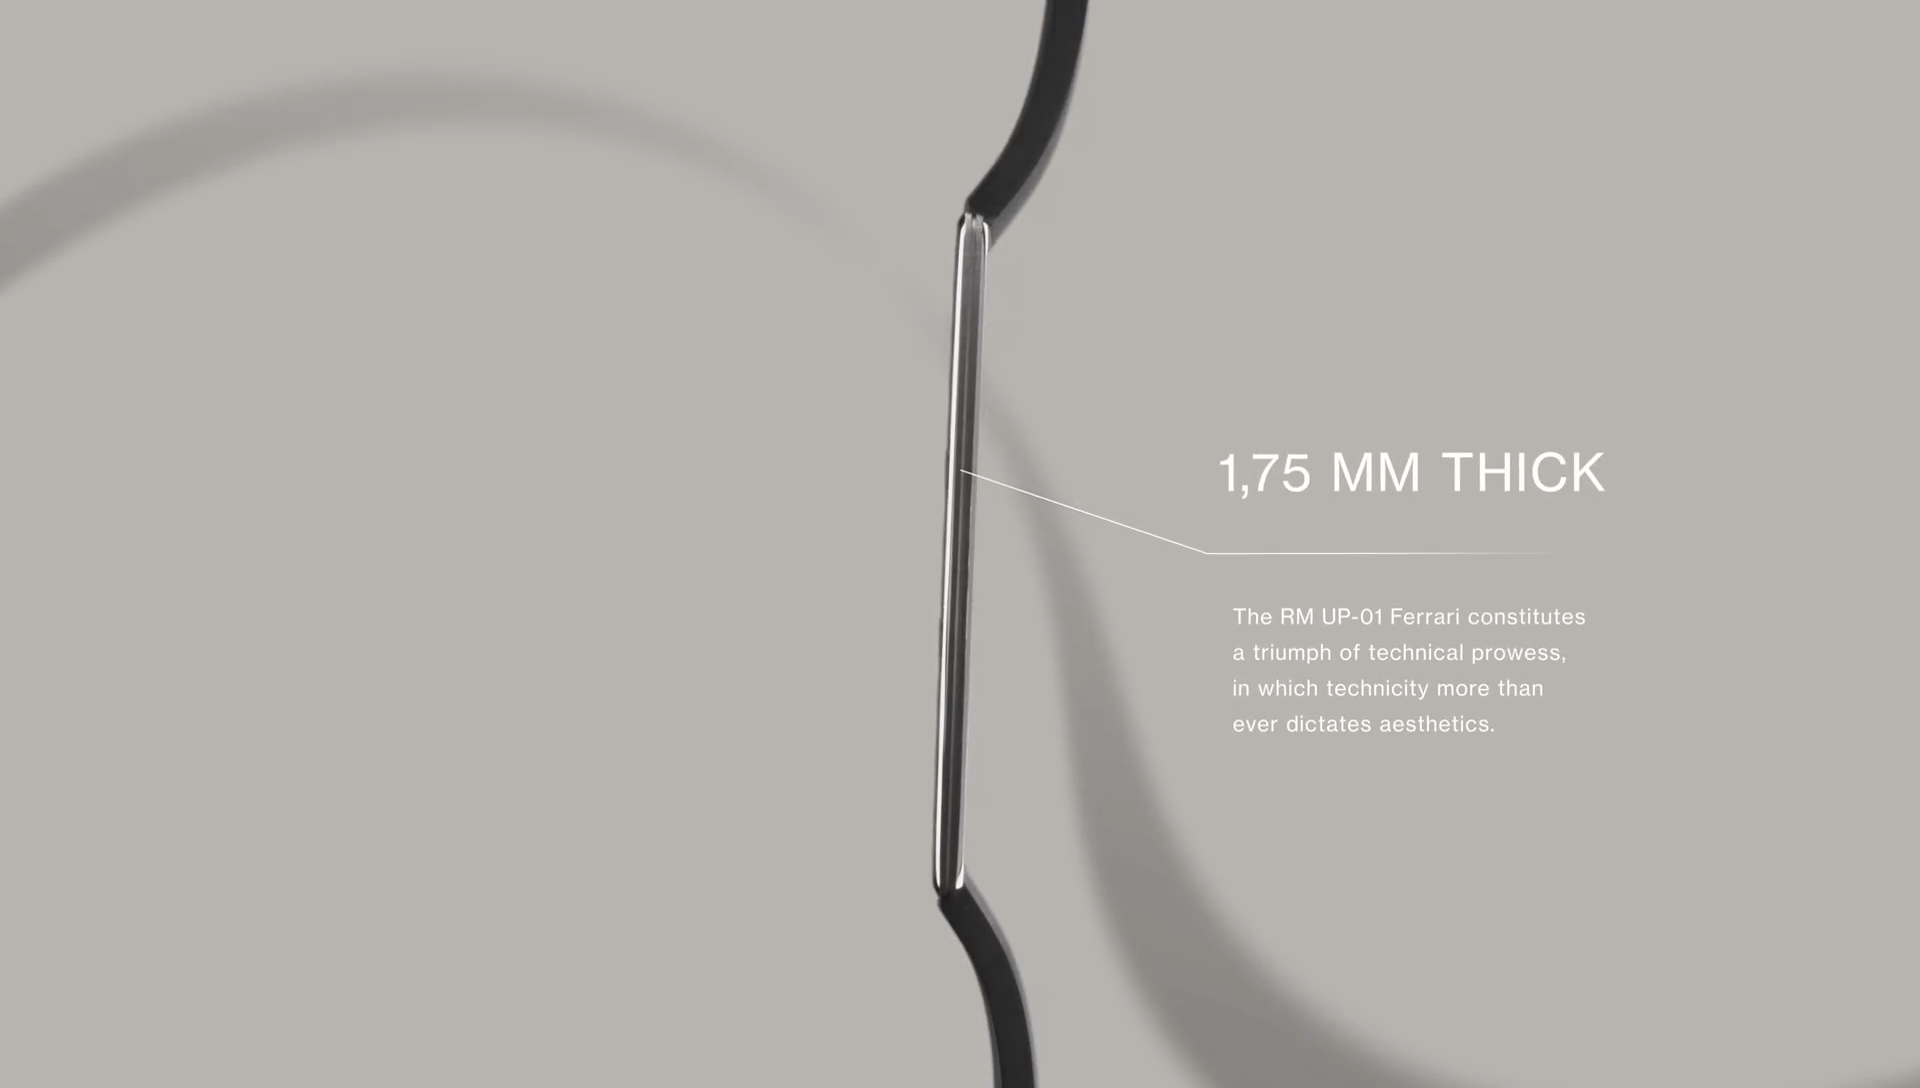 1,75 MM THICK
The RM UP-01 Ferrari constitutes
a triumph of technical prowess,
in which technicity more than
ever dictates aesthetics.